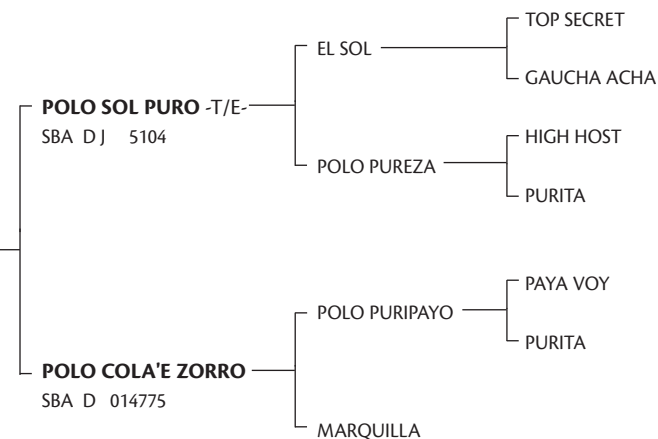 TOP SECRET
EL SOL
GAUCHA ACHA
POLO SOL PURO -T/E-
SBA D J 5104
HIGH HOST
POLO PUREZA
PURITA
PAYA VOY
POLO PURIPAYO
PURITA
POLO COLA'E ZORRO
SBA D 014775
MARQUILLA